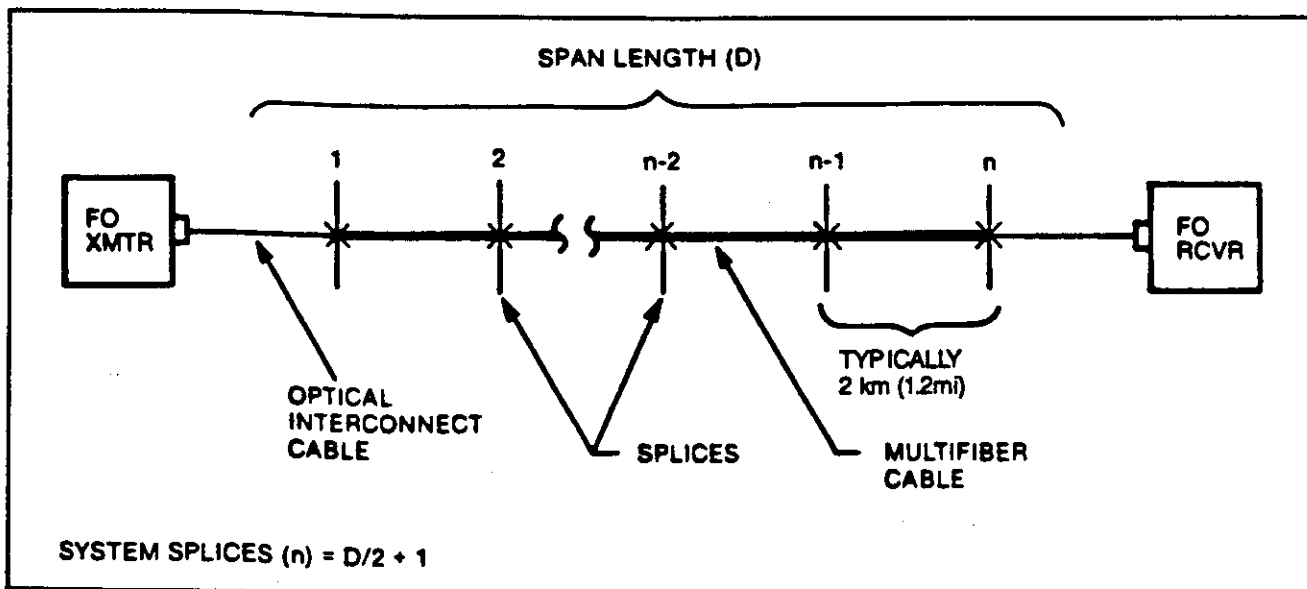 SPAN LENGTH (D)
1
2
n-2
n-1
n
FO
XMTR
FO
RCVR
TYPICALLY
2 km (1.2mi)
OPTICAL
INTERCONNECT
CABLE
SPLICES
MULTIFIBER
CABLE
SYSTEM SPLICES (n) = D/2 + 1